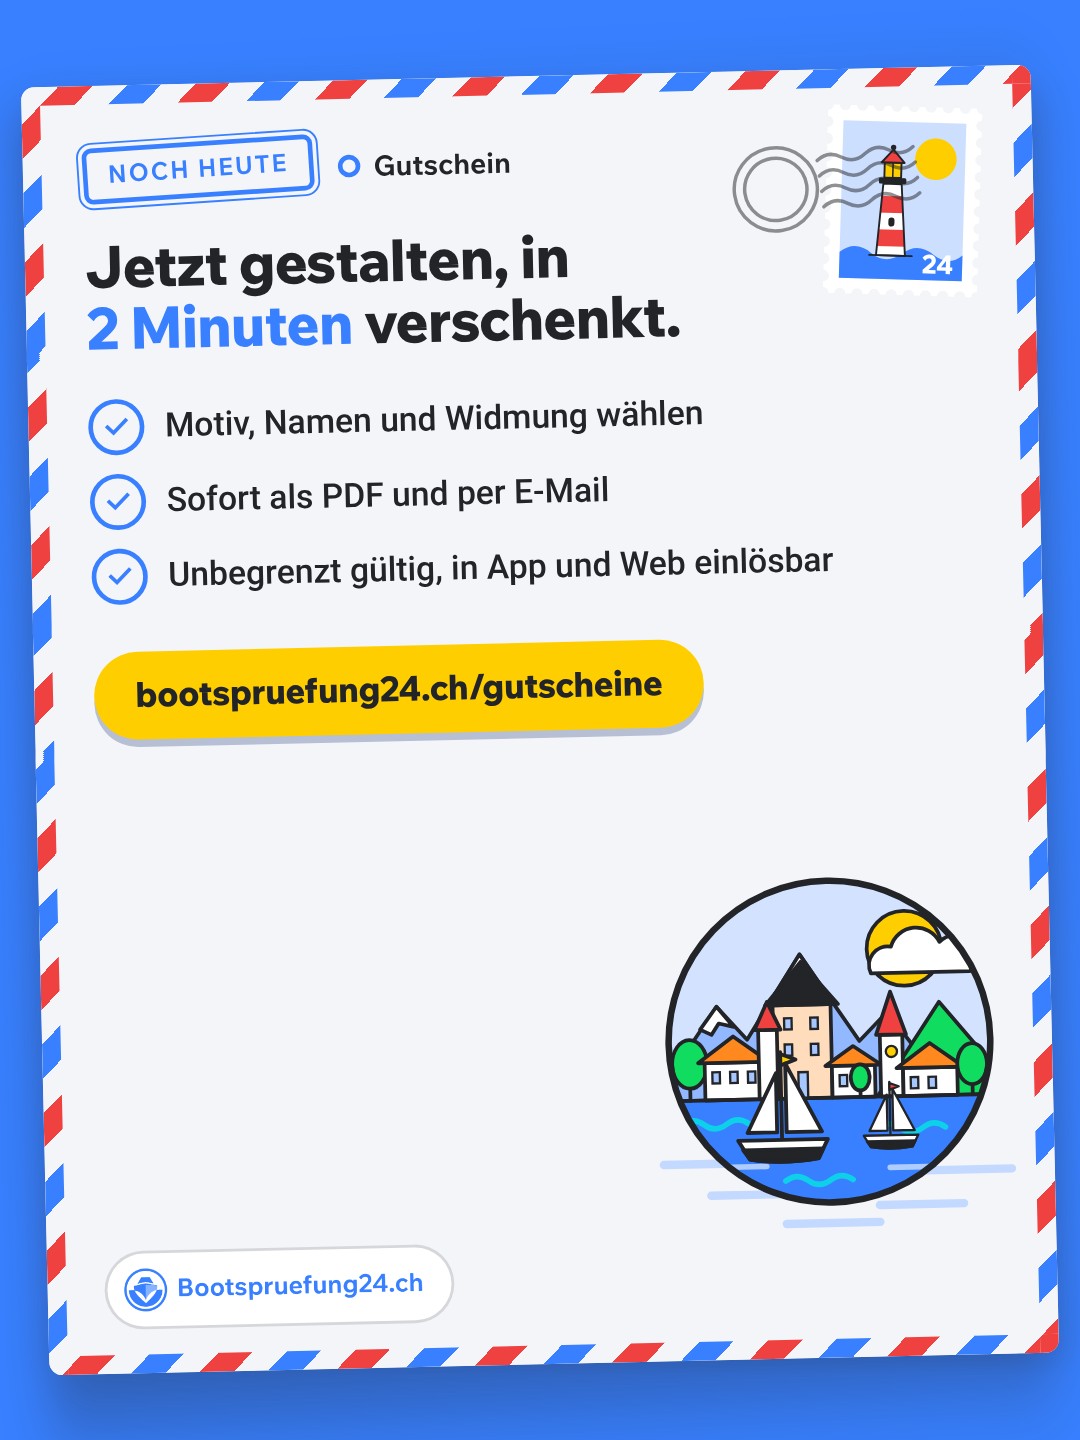 NOCH HEUTE
Gutschein
24
Jetzt gestalten, in
2 Minuten verschenkt.
Motiv, Namen und Widmung wählen
Sofort als PDF und per E-Mail
Unbegrenzt gültig, in App und Web einlösbar
bootspruefung24.ch/gutscheine
Bootspruefung24.ch